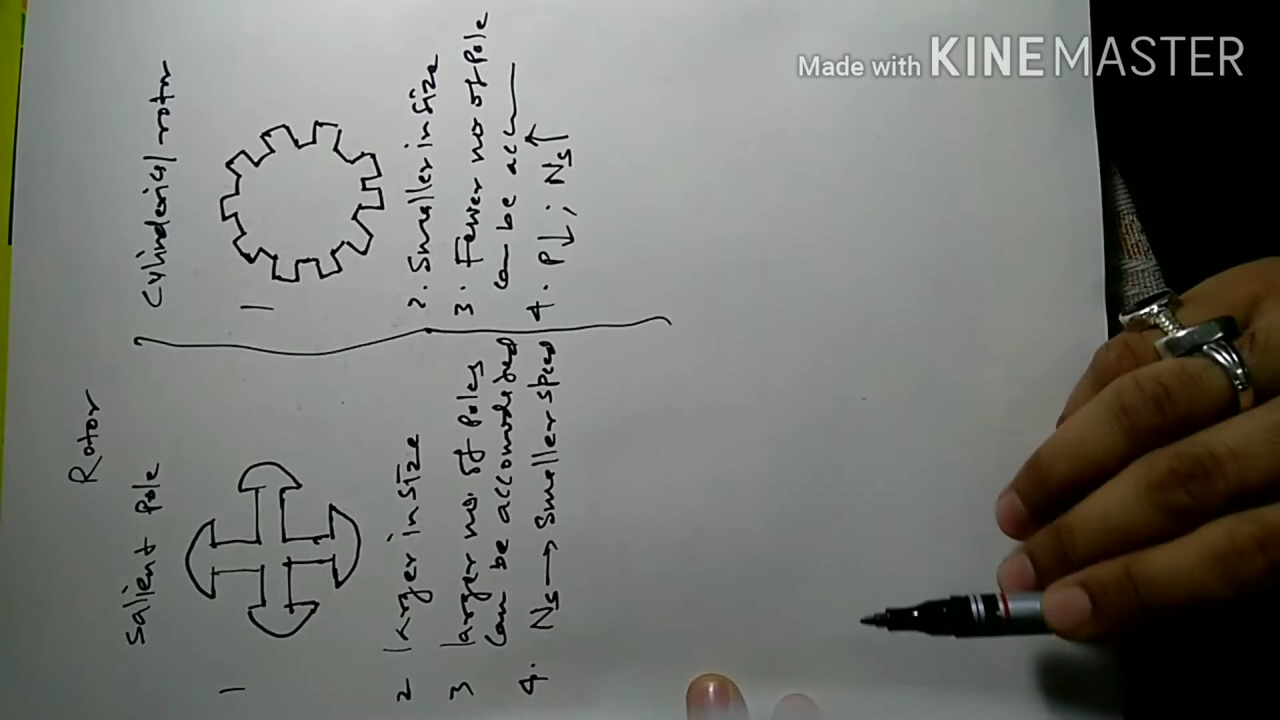 Made with KINEMASTER
Rotor
Salient Pole
1
2 larger in size
3 larger no. of Poles
can be accomodated
4. Ns → Smaller speed
Cylinderical rotor
1
2. Smaller in size
3. Fewer no of Pole
can be acc
4. P↓; Ns↑